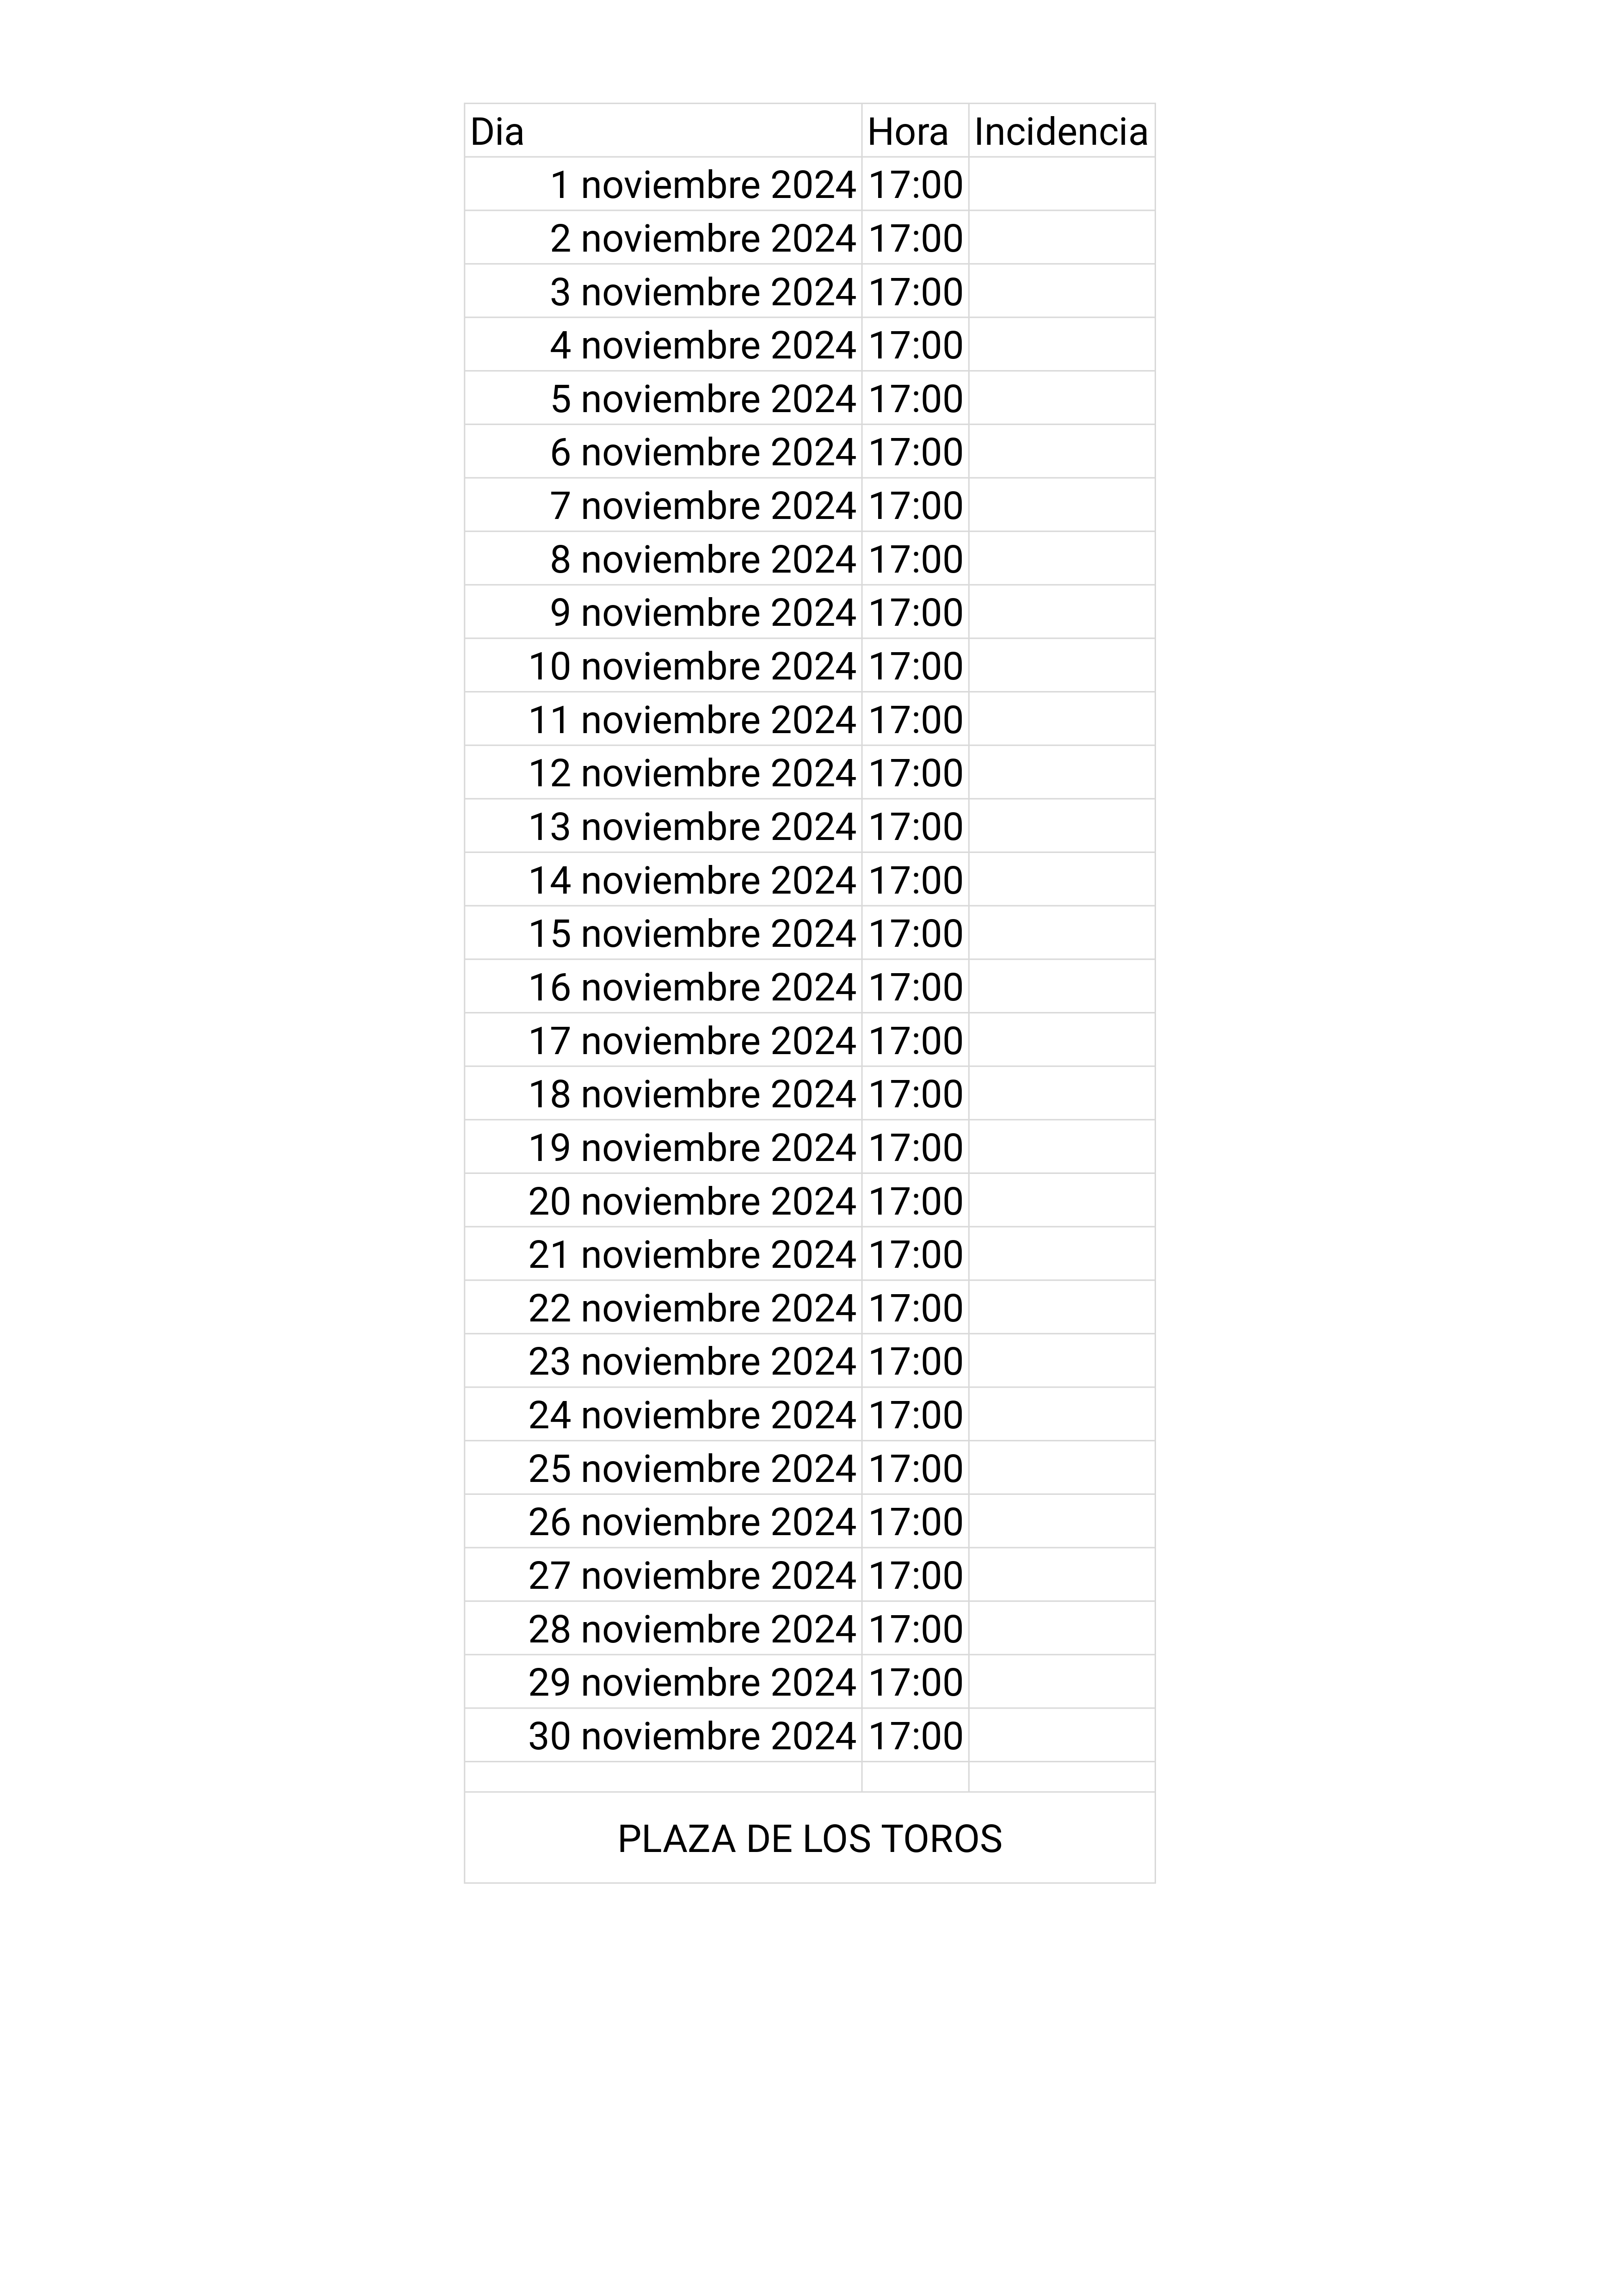 Dia Hora Incidencia
1 noviembre 2024 17:00
2 noviembre 2024 17:00
3 noviembre 2024 17:00
4 noviembre 2024 17:00
5 noviembre 2024 17:00
6 noviembre 2024 17:00
7 noviembre 2024 17:00
8 noviembre 2024 17:00
9 noviembre 2024 17:00
10 noviembre 2024 17:00
11 noviembre 2024 17:00
12 noviembre 2024 17:00
13 noviembre 2024 17:00
14 noviembre 2024 17:00
15 noviembre 2024 17:00
16 noviembre 2024 17:00
17 noviembre 2024 17:00
18 noviembre 2024 17:00
19 noviembre 2024 17:00
20 noviembre 2024 17:00
21 noviembre 2024 17:00
22 noviembre 2024 17:00
23 noviembre 2024 17:00
24 noviembre 2024 17:00
25 noviembre 2024 17:00
26 noviembre 2024 17:00
27 noviembre 2024 17:00
28 noviembre 2024 17:00
29 noviembre 2024 17:00
30 noviembre 2024 17:00
PLAZA DE LOS TOROS